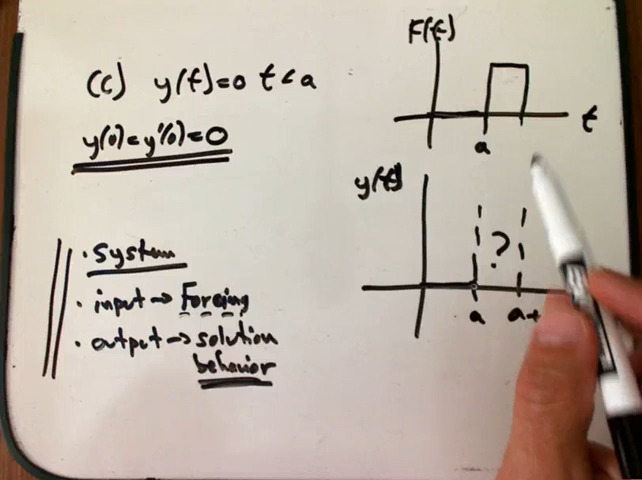 (c) y(t)=0 t<a
y(0)=y'(0)=0
• system
• input → Forcing
• output → solution
behavior
F(t)
t
a
y(t)
?
a a+